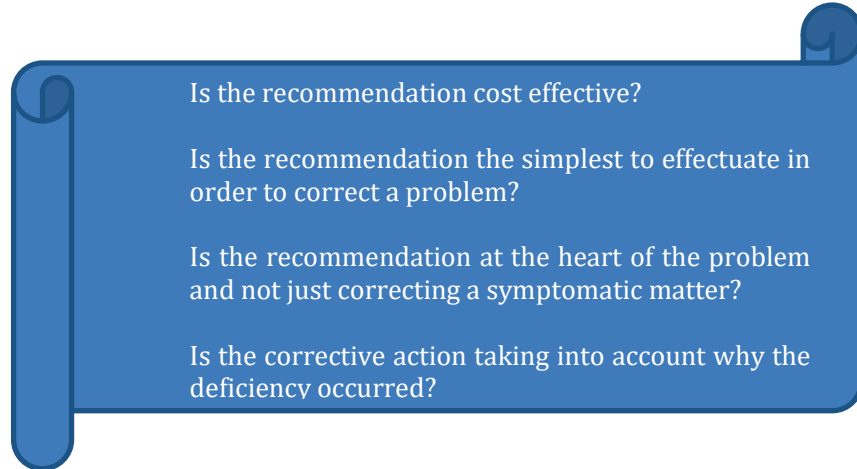 Is the recommendation cost effective?
Is the recommendation the simplest to effectuate in
order to correct a problem?
Is the recommendation at the heart of the problem
and not just correcting a symptomatic matter?
Is the corrective action taking into account why the
deficiency occurred?